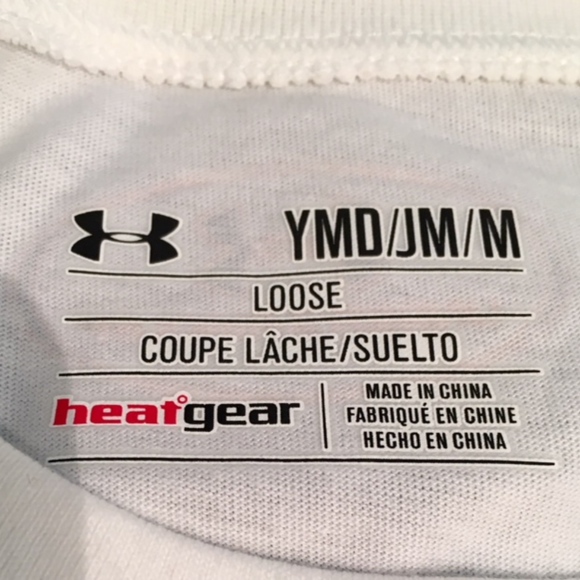 YMD/JM/M
LOOSE
COUPE LÂCHE/SUELTO
heatgear
MADE IN CHINA
FABRIQUÉ EN CHINE
HECHO EN CHINA